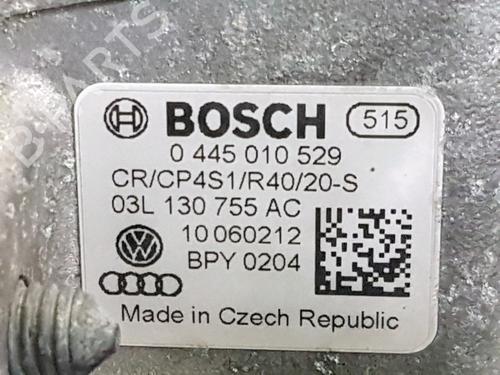 BOSCH 515
0 445 010 529
CR/CP4S1/R40/20-S
03L 130 755 AC
10 060212
BPY 0204
Made in Czech Republic